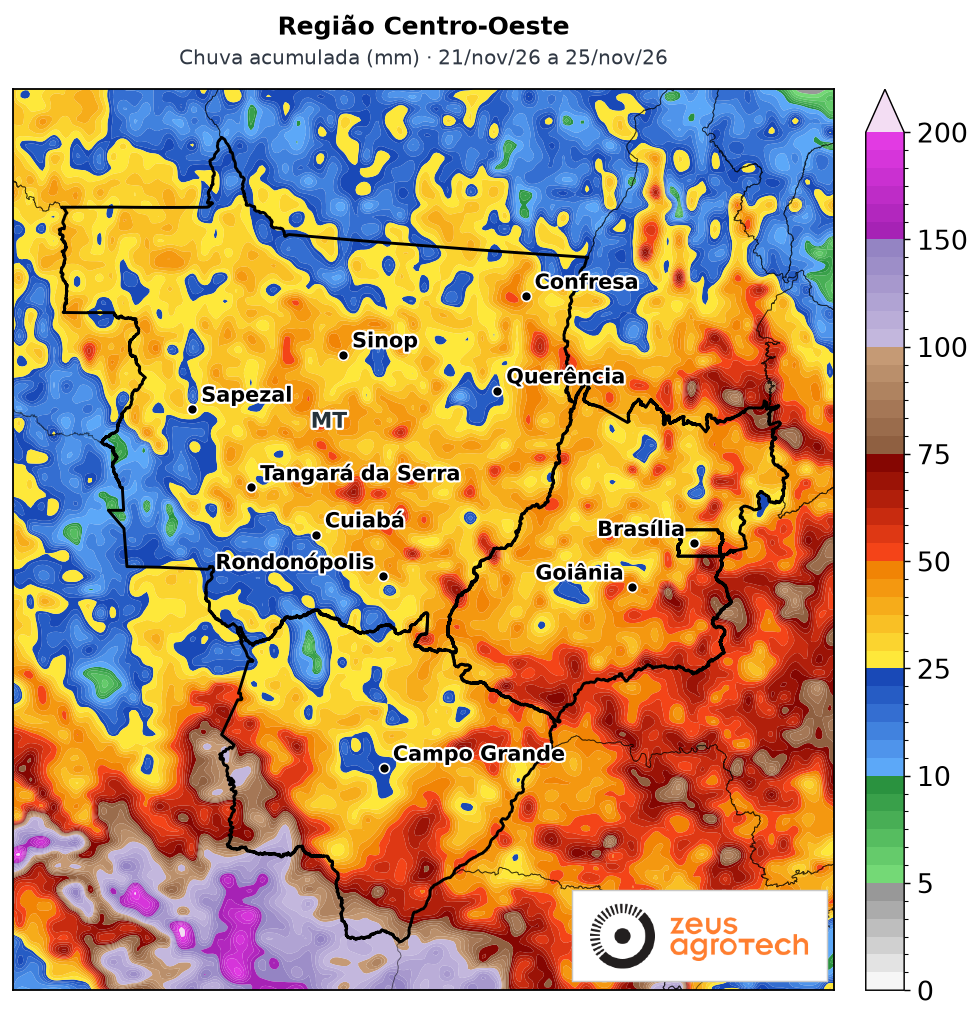 Região Centro-Oeste
Chuva acumulada (mm) · 21/nov/26 a 25/nov/26
200
150
100
75
50
25
10
5
0
Confresa
Sinop
Querência
Sapezal
MT
Tangará da Serra
Cuiabá
Brasília
Rondonópolis
Goiânia
Campo Grande
zeus
agrotech